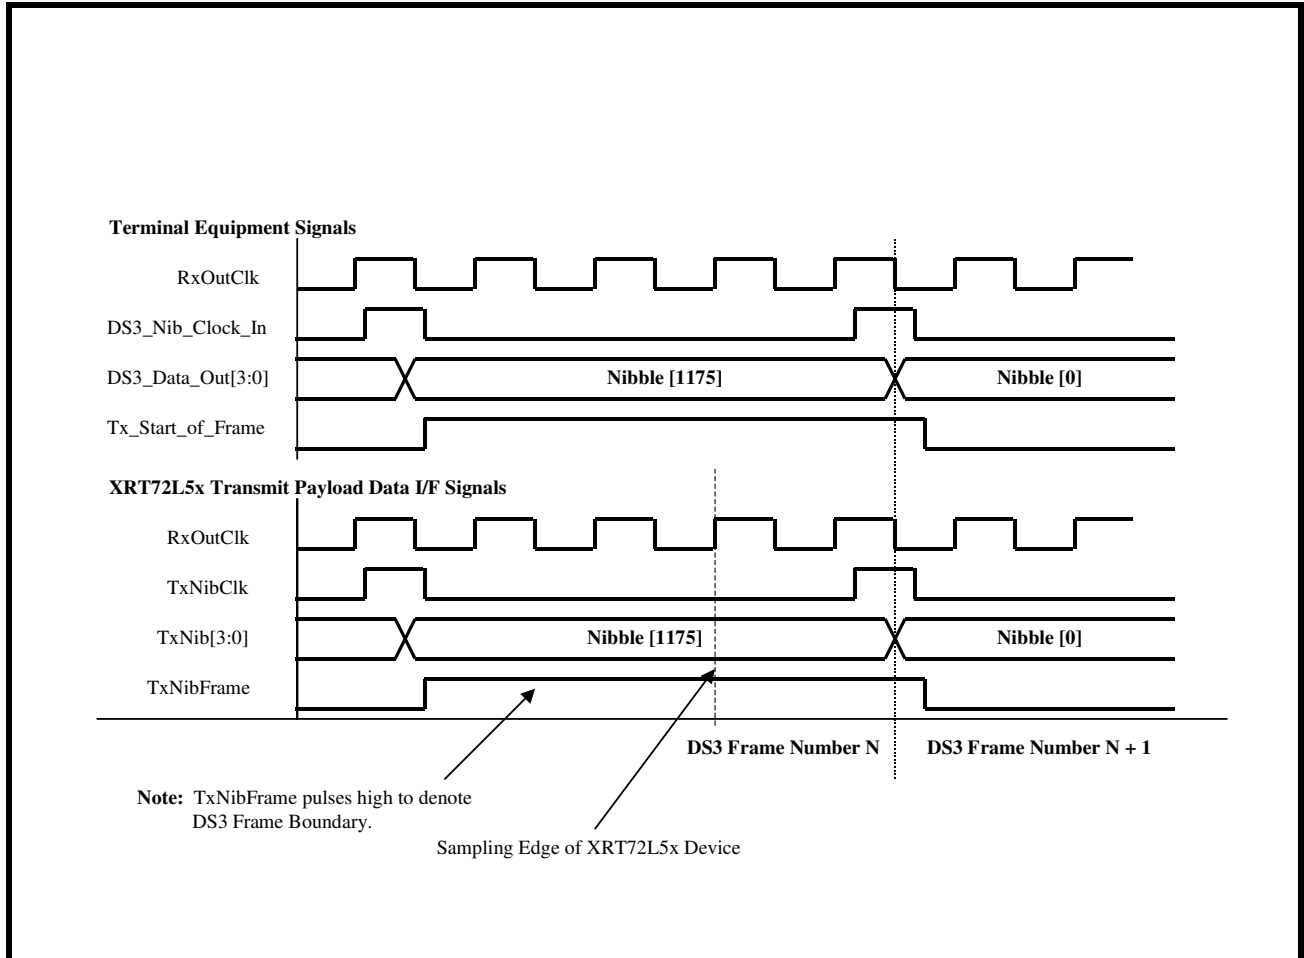 Terminal Equipment Signals
RxOutClk
DS3_Nib_Clock_In
DS3_Data_Out[3:0]
Nibble [1175]
Nibble [0]
Tx_Start_of_Frame
XRT72L5x Transmit Payload Data I/F Signals
RxOutClk
TxNibClk
TxNib[3:0]
Nibble [1175]
Nibble [0]
TxNibFrame
DS3 Frame Number N
DS3 Frame Number N + 1
Note: TxNibFrame pulses high to denote
DS3 Frame Boundary.
Sampling Edge of XRT72L5x Device